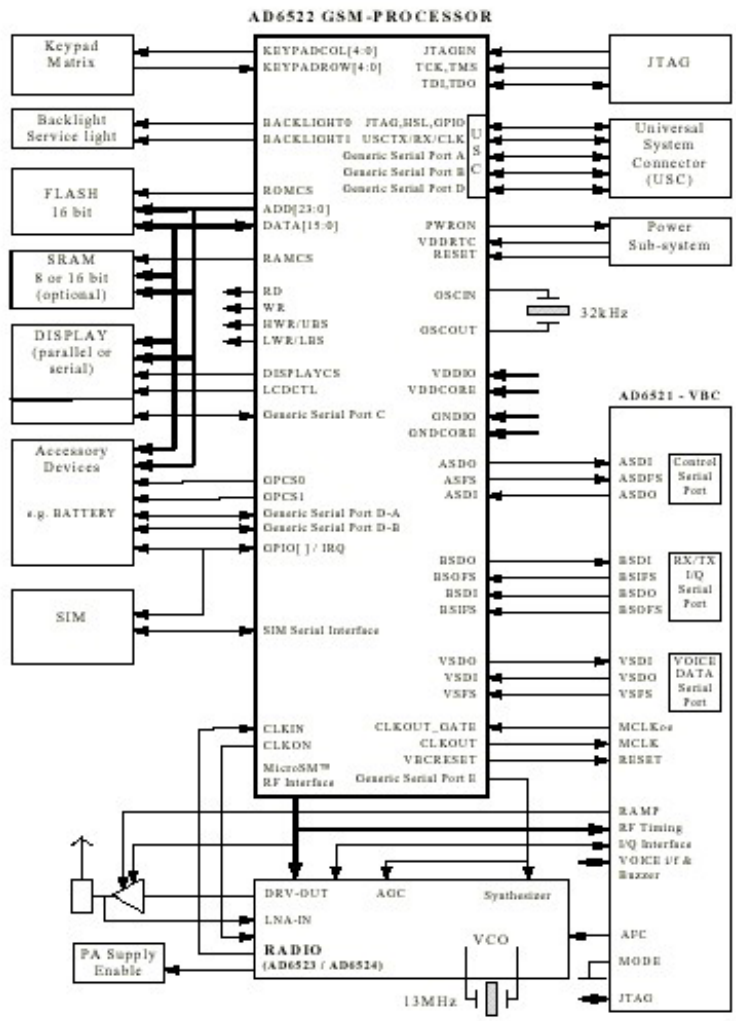 AD6522 GSM-PROCESSOR
Keypad
Matrix
KEYPADCOL[4:0]
KEYPADROW[4:0]
JTAGEN
TCK,TMS
TDI,TDO
JTAG
Backlight
Service light
BACKLIGHT0
BACKLIGHT1
JTAG,HSL,GPIO
USCTX/RX/CLK
Generic Serial Port A
Generic Serial Port B
Generic Serial Port D
USC
Universal
System
Connector
(USC)
FLASH
16 bit
ROMCS
ADD[23:0]
DATA[15:0]
PWRON
VDDRTC
RESET
Power
Sub-system
SRAM
8 or 16 bit
(optional)
RAMCS
RD
WR
HWR/UBS
LWR/LBS
OSCIN
OSCOUT
32kHz
DISPLAY
(parallel or
serial)
DISPLAYCS
LCDCTL
Generic Serial Port C
VDDIO
VDDCORE
GNDIO
GNDCORE
AD6521 - VBC
Accessory
Devices
e.g. BATTERY
GPCS0
GPCS1
Generic Serial Port D-A
Generic Serial Port D-B
GPIO[ ] / IRQ
ASDO
ASFS
ASDI
ASDI
ASDFS
ASDO
Control
Serial
Port
BSDO
BSOFS
BSDI
BSIFS
BSDI
BSIFS
BSDO
BSOFS
RX/TX
I/Q
Serial
Port
SIM
SIM Serial Interface
VSDO
VSDI
VSFS
VSDI
VSDO
VSFS
VOICE
DATA
Serial
Port
CLKIN
CLKON
MicroSM™
RF Interface
CLKOUT_GATE
CLKOUT
VBCRESET
Generic Serial Port E
MCLKoe
MCLK
RESET
RAMP
RF Timing
I/Q Interface
VOICE i/f &
Buzzer
DRV-OUT
AGC
Synthesizer
LNA-IN
RADIO
(AD6523 / AD6524)
VCO
AFC
MODE
JTAG
PA Supply
Enable
13MHz